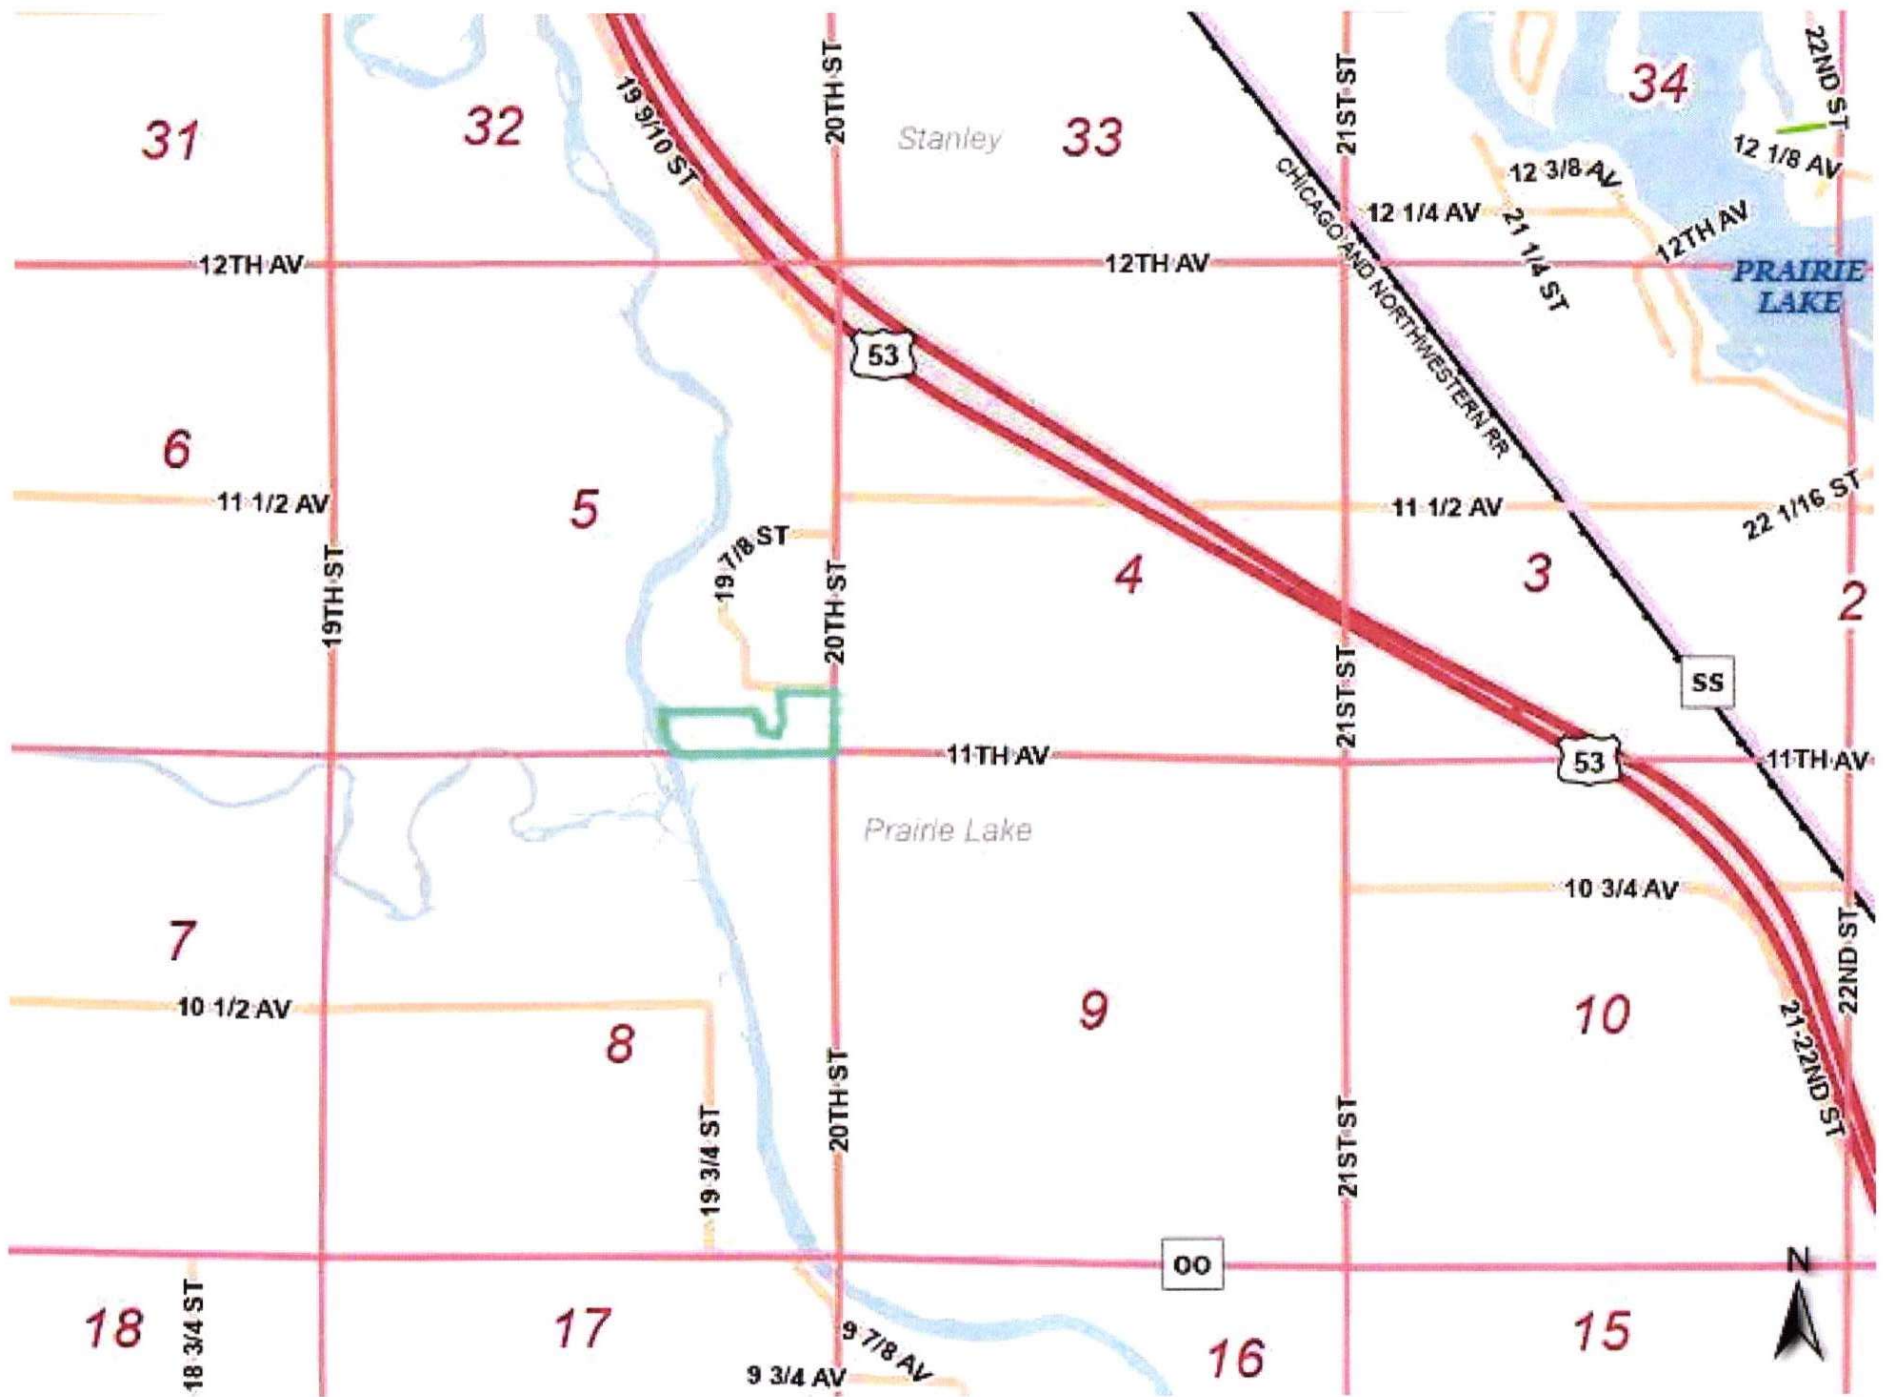 22ND ST
34
20TH ST
21ST ST
31
32
19 9/10 ST
Stanley
33
12 1/8 AV
12 3/8 AV
CHICAGO AND NORTHWESTERN RR
12 1/4 AV
21 1/4 ST
12TH AV
12TH AV
12TH AV
PRAIRIE
LAKE
53
6
11 1/2 AV
5
11 1/2 AV
22 1/16 ST
19 7/8 ST
19TH ST
20TH ST
4
3
2
21ST ST
SS
11TH AV
53
11TH AV
Prairie Lake
10 3/4 AV
7
22ND ST
10 1/2 AV
8
9
10
21-22ND ST
20TH ST
19 3/4 ST
21ST ST
OO
N
18
18 3/4 ST
17
9 7/8 AV
9 3/4 AV
16
15